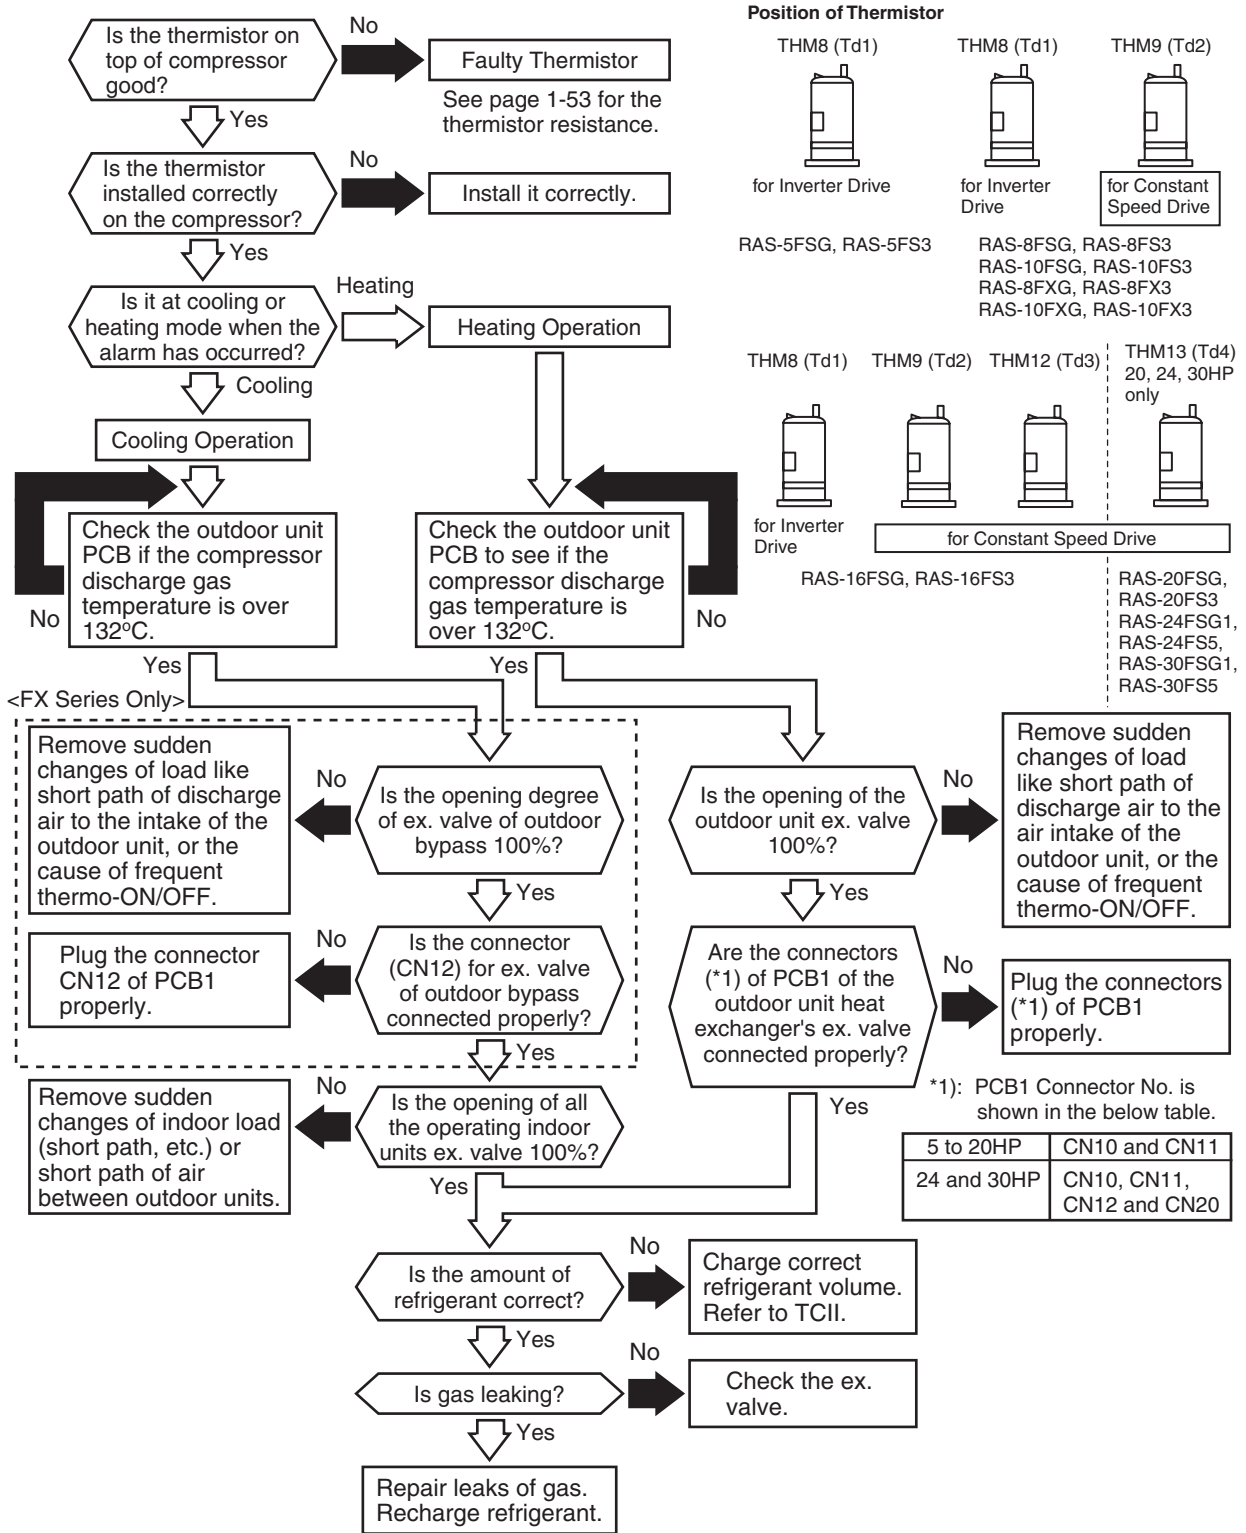 Is the thermistor on
top of compressor
good?
No
Faulty Thermistor
See page 1-53 for the
thermistor resistance.
Yes
Is the thermistor
installed correctly
on the compressor?
No
Install it correctly.
Yes
Is it at cooling or
heating mode when the
alarm has occurred?
Heating
Heating Operation
Cooling
Cooling Operation
Check the outdoor unit
PCB if the compressor
discharge gas
temperature is over
132ºC.
No
Yes
Check the outdoor unit
PCB to see if the
compressor discharge
gas temperature is
over 132ºC.
No
Yes
Position of Thermistor
THM8 (Td1)
for Inverter Drive
RAS-5FSG, RAS-5FS3
THM8 (Td1)
for Inverter
Drive
THM9 (Td2)
for Constant
Speed Drive
RAS-8FSG, RAS-8FS3
RAS-10FSG, RAS-10FS3
RAS-8FXG, RAS-8FX3
RAS-10FXG, RAS-10FX3
THM8 (Td1)
THM9 (Td2)
THM12 (Td3)
THM13 (Td4)
20, 24, 30HP
only
for Inverter
Drive
for Constant Speed Drive
RAS-16FSG, RAS-16FS3
RAS-20FSG,
RAS-20FS3
RAS-24FSG1,
RAS-24FS5,
RAS-30FSG1,
RAS-30FS5
<FX Series Only>
Remove sudden
changes of load like
short path of discharge
air to the intake of the
outdoor unit, or the
cause of frequent
thermo-ON/OFF.
No
Is the opening degree
of ex. valve of outdoor
bypass 100%?
Yes
Plug the connector
CN12 of PCB1
properly.
No
Is the connector
(CN12) for ex. valve
of outdoor bypass
connected properly?
Yes
Remove sudden
changes of indoor load
(short path, etc.) or
short path of air
between outdoor units.
No
Is the opening of all
the operating indoor
units ex. valve 100%?
Yes
Is the opening of the
outdoor unit ex. valve
100%?
No
Remove sudden
changes of load
like short path of
discharge air to the
air intake of the
outdoor unit, or the
cause of frequent
thermo-ON/OFF.
Yes
Are the connectors
(*1) of PCB1 of the
outdoor unit heat
exchanger's ex. valve
connected properly?
No
Plug the connectors
(*1) of PCB1
properly.
Yes
*1): PCB1 Connector No. is
shown in the below table.
5 to 20HP CN10 and CN11
24 and 30HP CN10, CN11,
CN12 and CN20
Is the amount of
refrigerant correct?
No
Charge correct
refrigerant volume.
Refer to TCII.
Yes
Is gas leaking?
No
Check the ex.
valve.
Yes
Repair leaks of gas.
Recharge refrigerant.